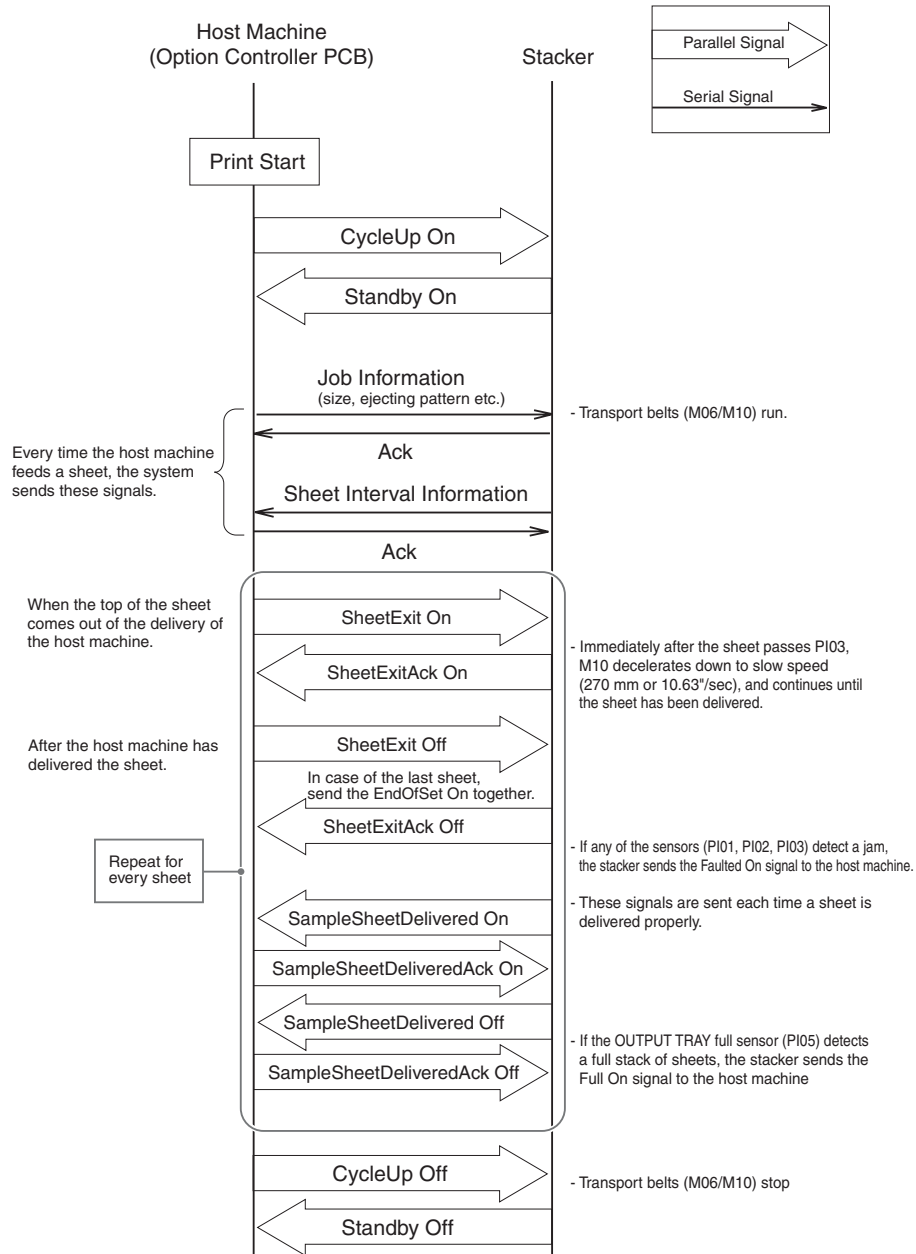 Host Machine
(Option Controller PCB)
Stacker
Parallel Signal
Serial Signal
Print Start
CycleUp On
Standby On
Job Information
(size, ejecting pattern etc.)
- Transport belts (M06/M10) run.
Ack
Every time the host machine
feeds a sheet, the system
sends these signals.
Sheet Interval Information
Ack
When the top of the sheet
comes out of the delivery of
the host machine.
SheetExit On
SheetExitAck On
- Immediately after the sheet passes PI03,
M10 decelerates down to slow speed
(270 mm or 10.63"/sec), and continues until
the sheet has been delivered.
After the host machine has
delivered the sheet.
SheetExit Off
In case of the last sheet,
send the EndOfSet On together.
SheetExitAck Off
- If any of the sensors (PI01, PI02, PI03) detect a jam,
the stacker sends the Faulted On signal to the host machine.
Repeat for
every sheet
- These signals are sent each time a sheet is
delivered properly.
SampleSheetDelivered On
SampleSheetDeliveredAck On
SampleSheetDelivered Off
SampleSheetDeliveredAck Off
- If the OUTPUT TRAY full sensor (PI05) detects
a full stack of sheets, the stacker sends the
Full On signal to the host machine
CycleUp Off
- Transport belts (M06/M10) stop
Standby Off